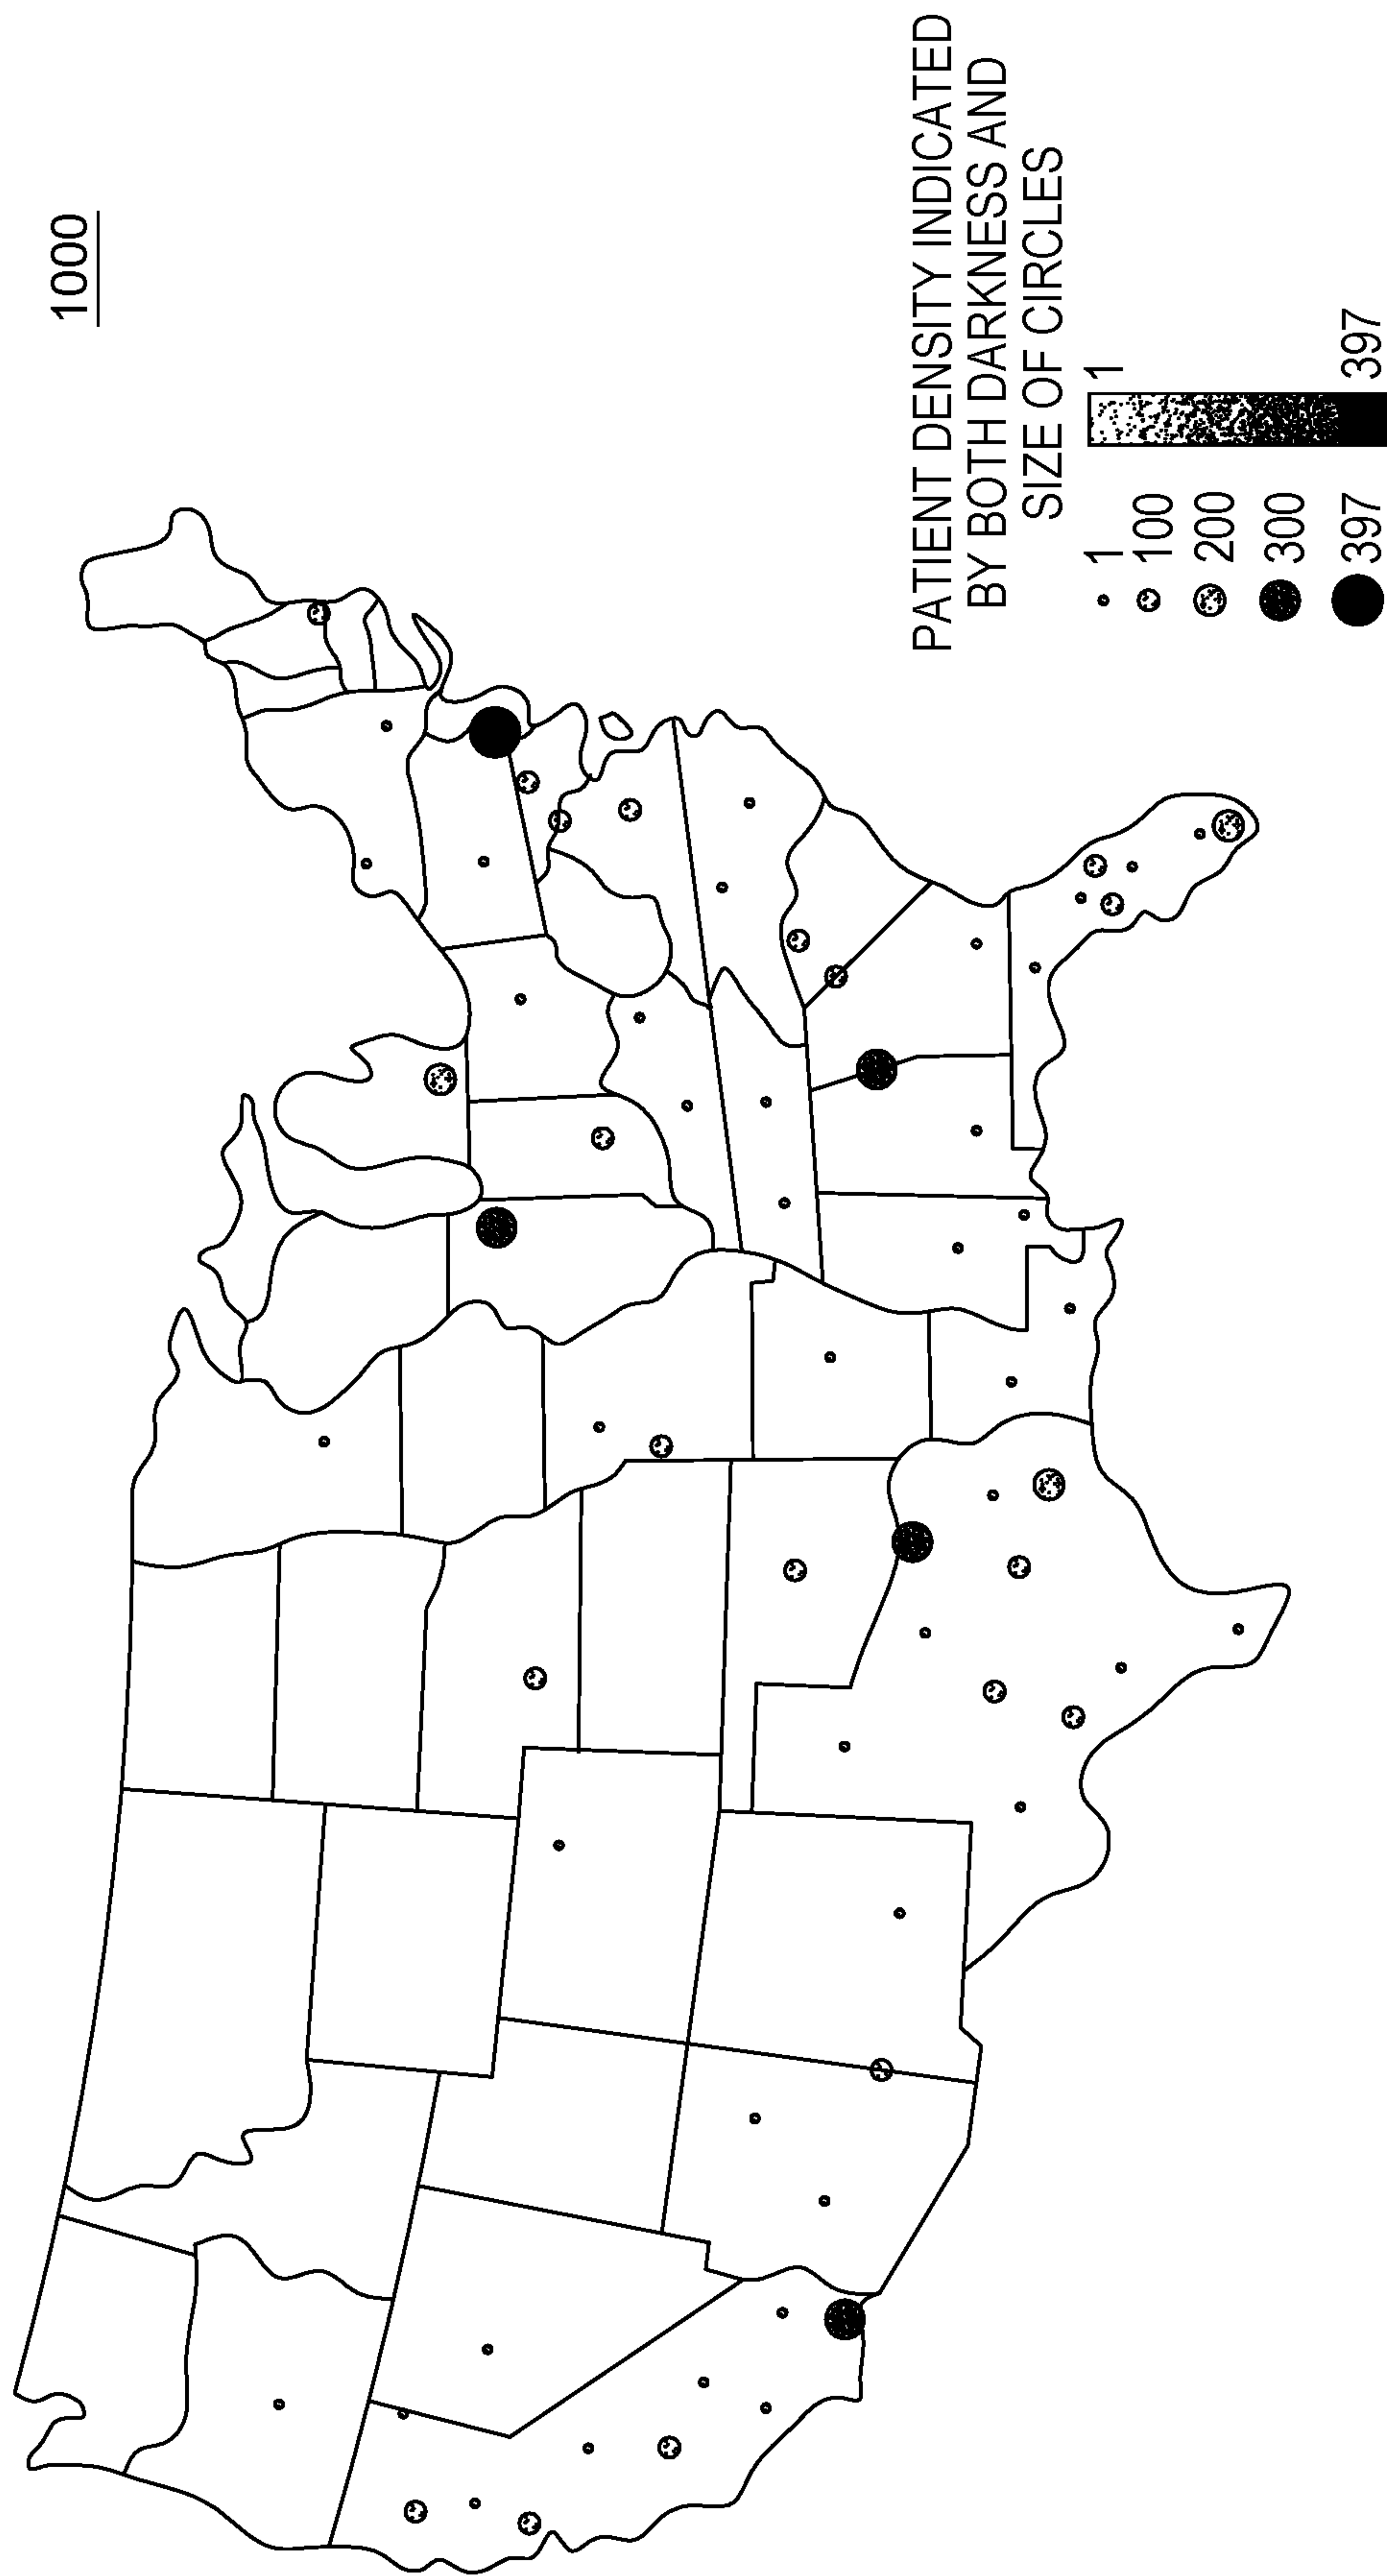 1000
PATIENT DENSITY INDICATED
BY BOTH DARKNESS AND
SIZE OF CIRCLES
1
100
200
300
397
1
397